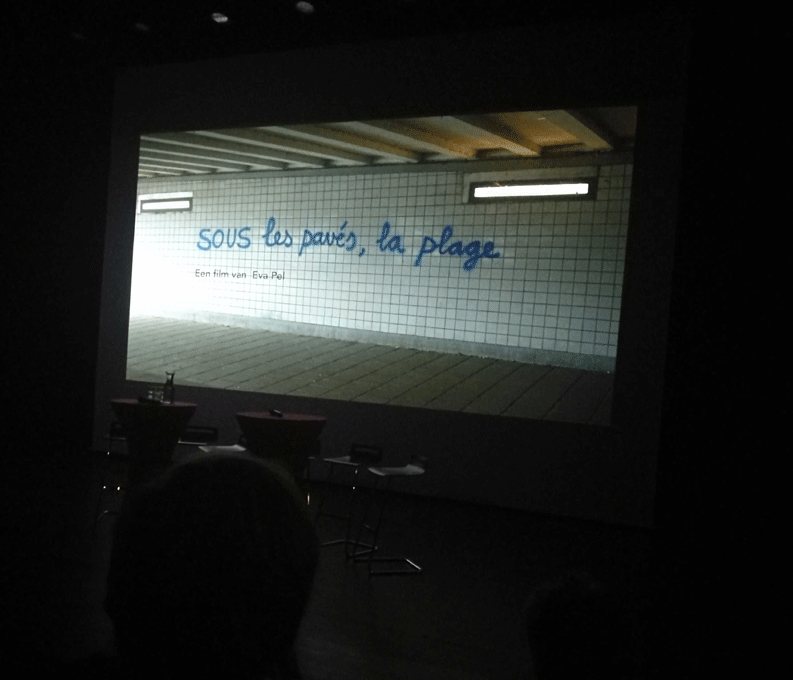 sous les pavés, la plage
Een film van Eva Pel